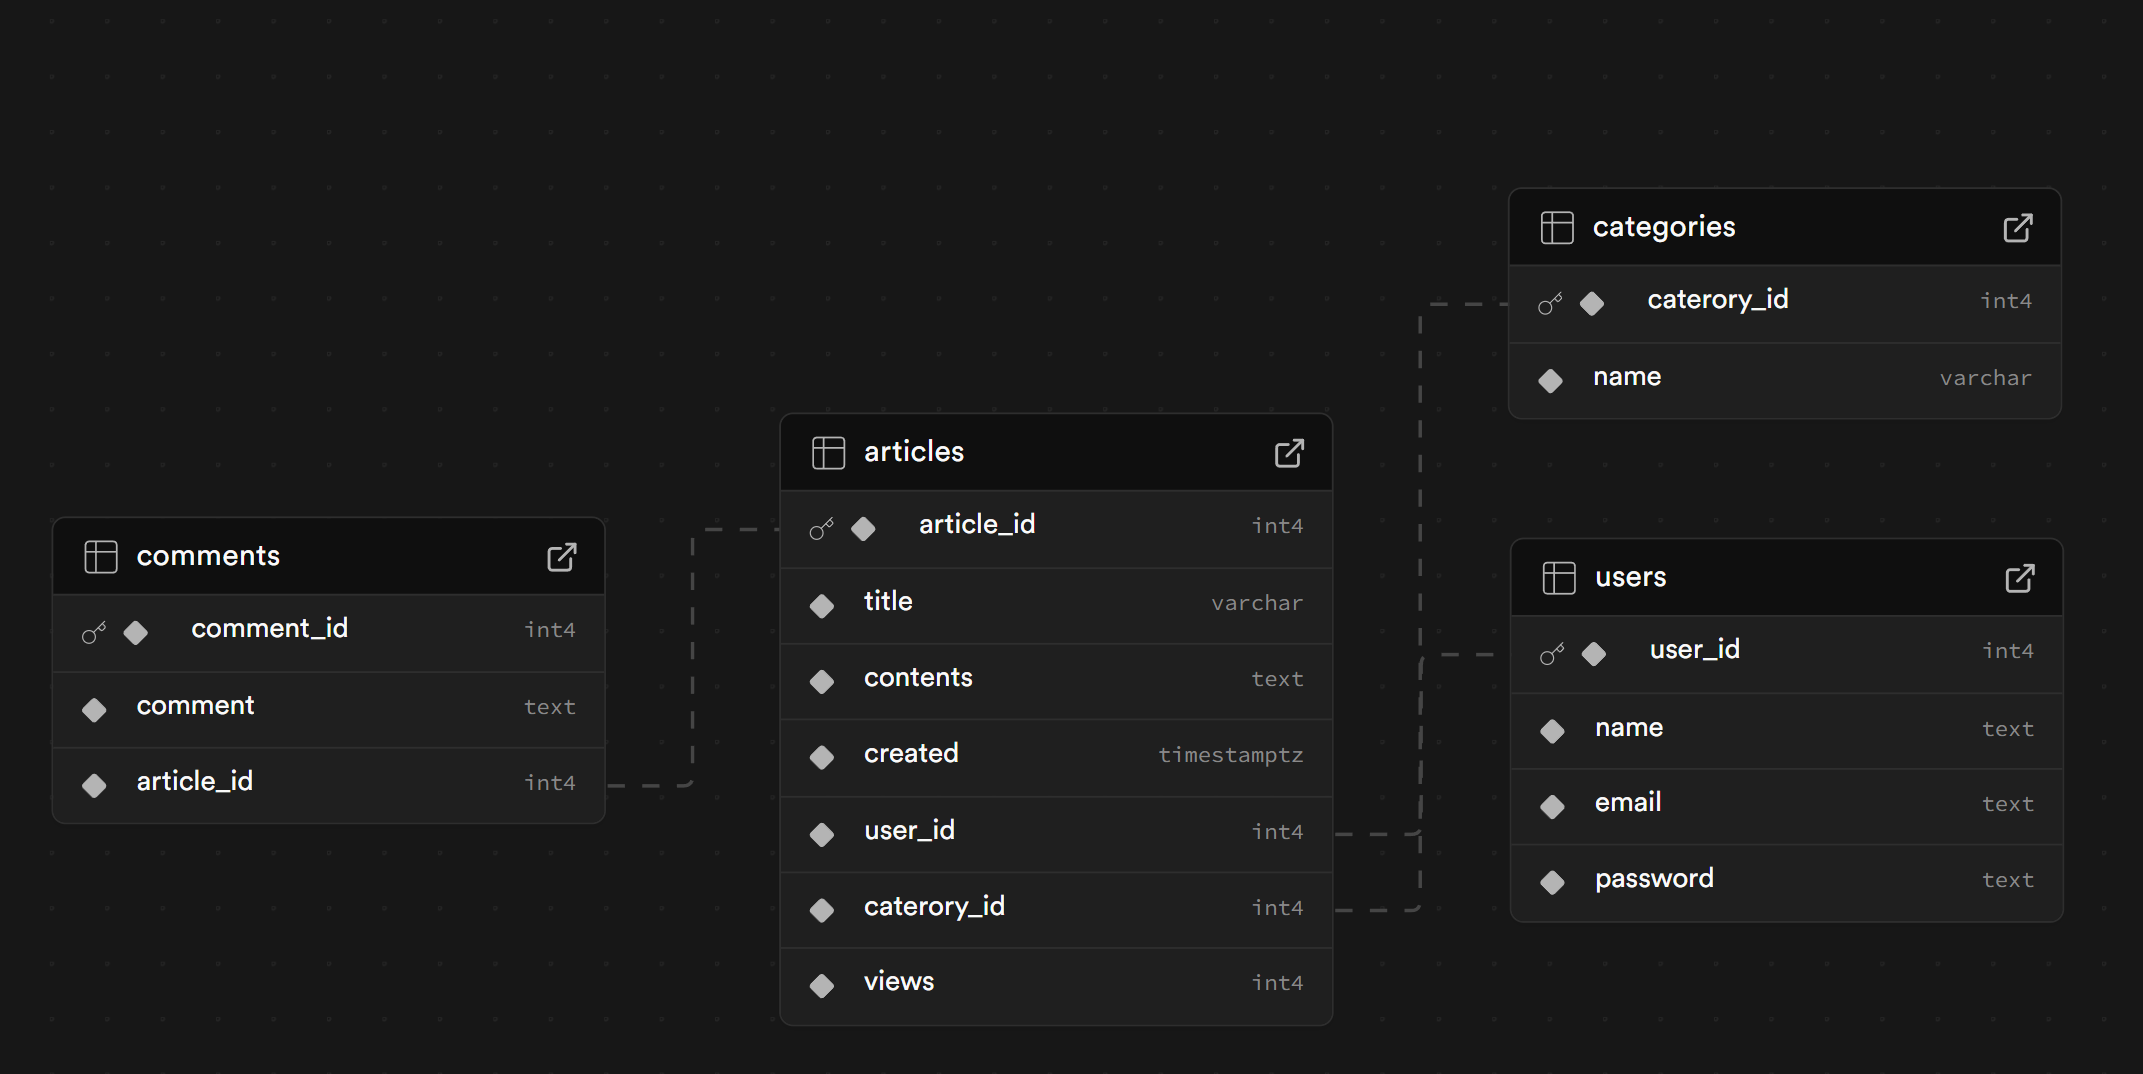 comments
comment_id int4
comment text
article_id int4
articles
article_id int4
title varchar
contents text
created timestamptz
user_id int4
caterory_id int4
views int4
categories
caterory_id int4
name varchar
users
user_id int4
name text
email text
password text